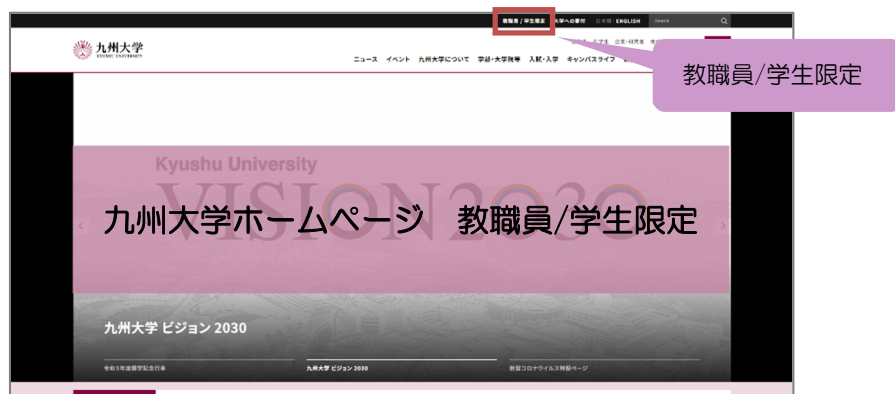 教職員 / 学生限定 大学への寄付 日本語 ENGLISH Search
九州大学
KYUSHU UNIVERSITY
企業・研究者
ニュース イベント 九州大学について 学部・大学院等 入試・入学 キャンパスライフ
教職員/学生限定
Kyushu University
VISION 2030
九州大学ホームページ 教職員/学生限定
九州大学 ビジョン 2030
令和5年度開学記念行事 九州大学 ビジョン 2030 新型コロナウイルス特設ページ